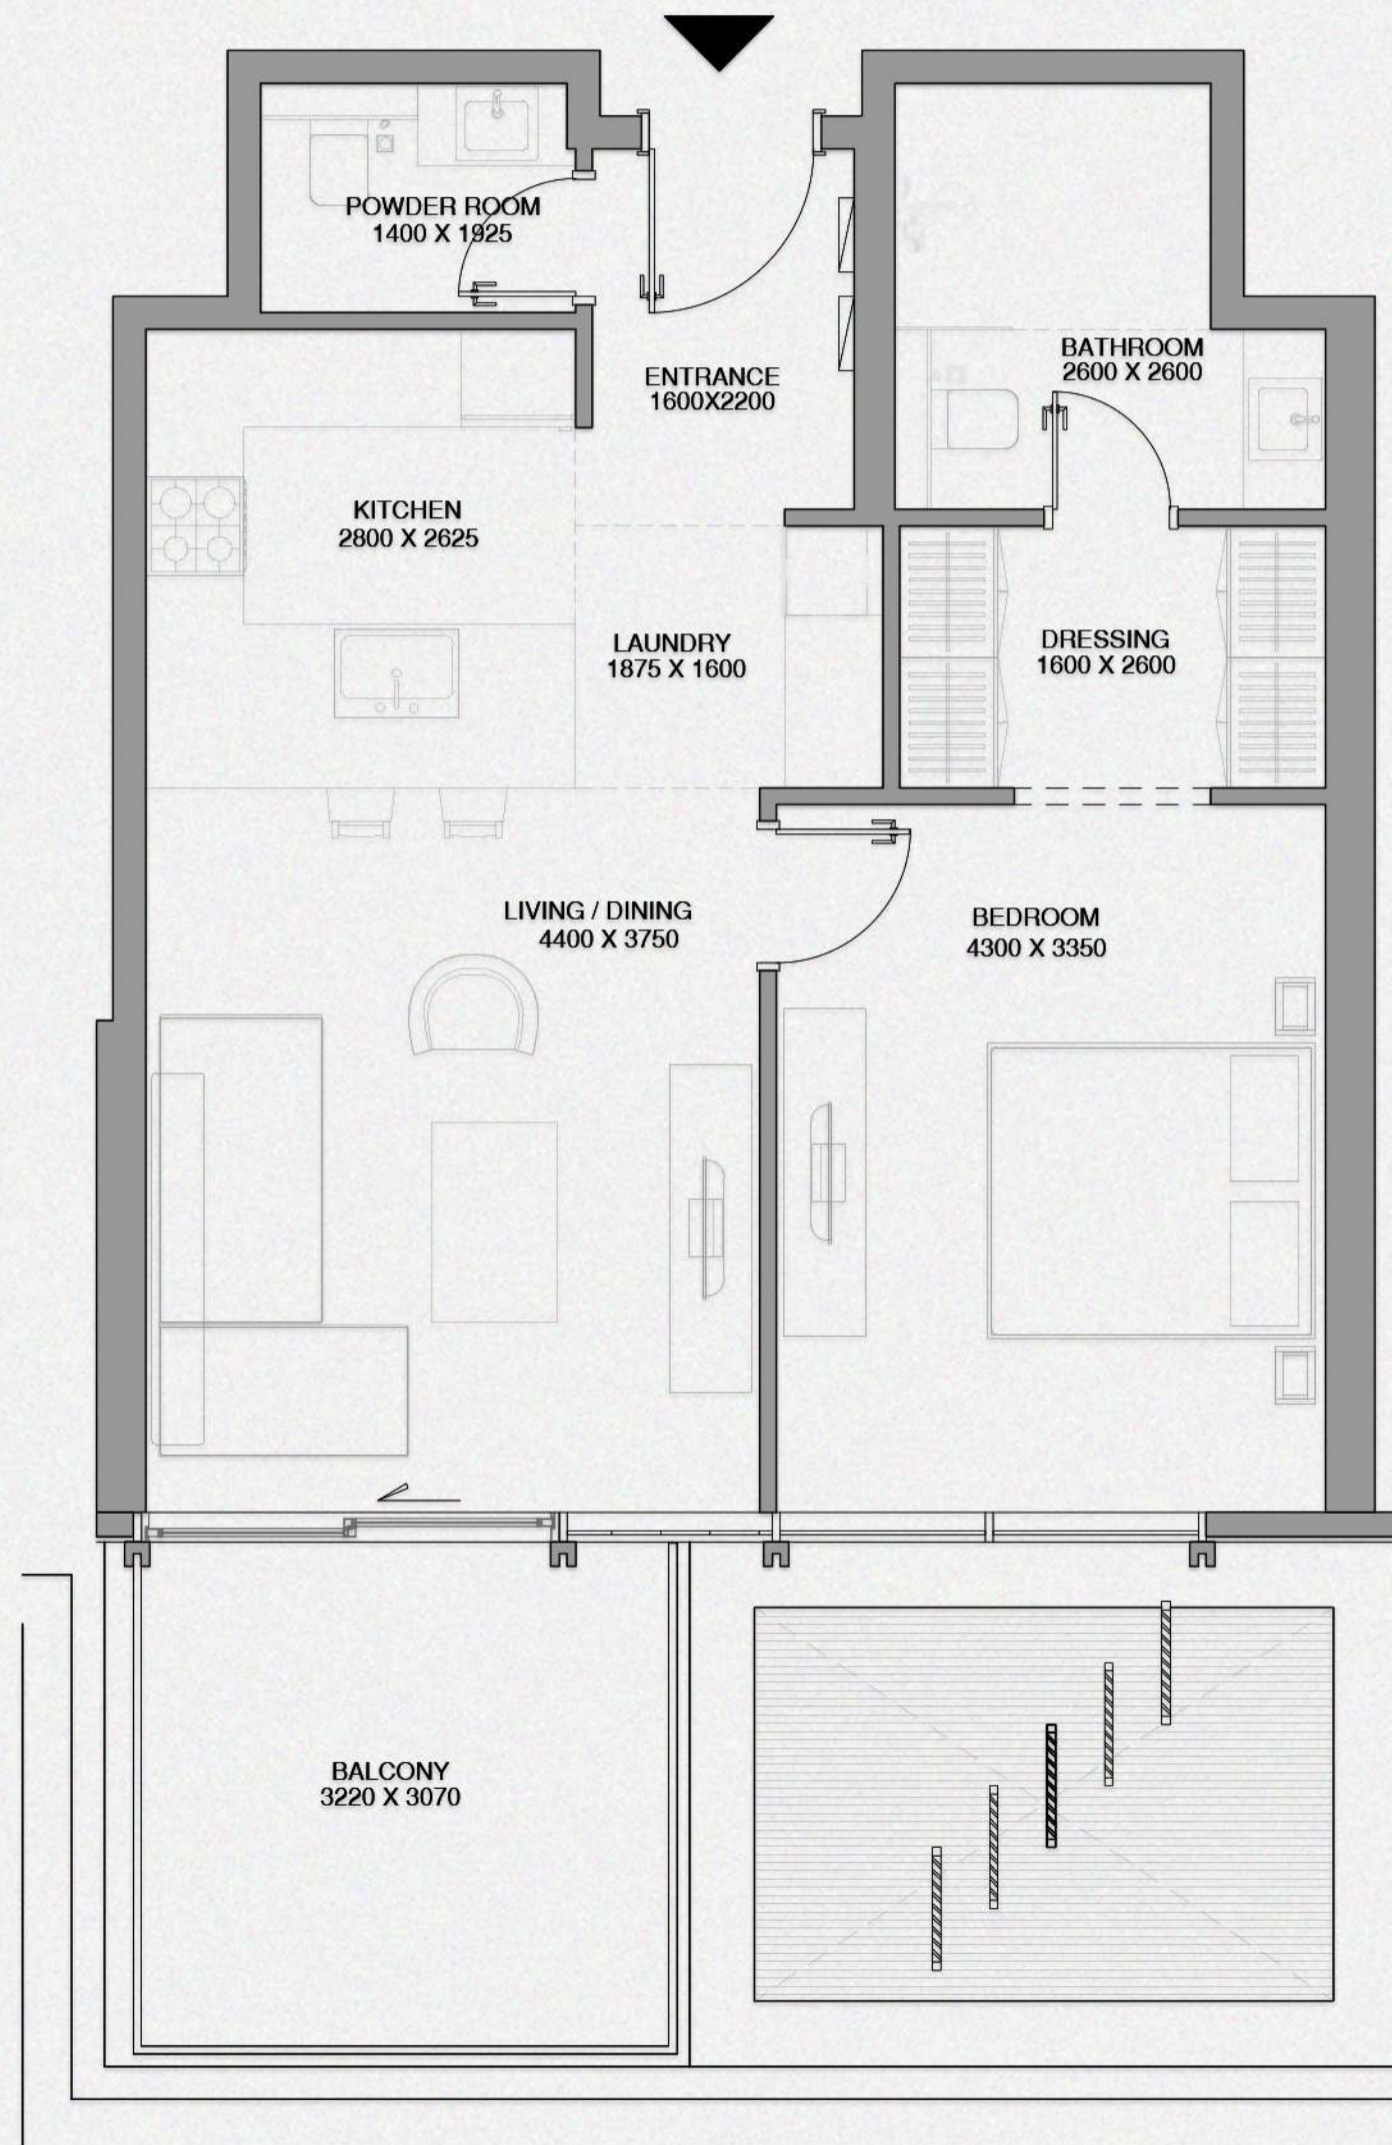 POWDER ROOM
1400 X 1925
ENTRANCE
1600X2200
BATHROOM
2600 X 2600
KITCHEN
2800 X 2625
LAUNDRY
1875 X 1600
DRESSING
1600 X 2600
LIVING / DINING
4400 X 3750
BEDROOM
4300 X 3350
BALCONY
3220 X 3070